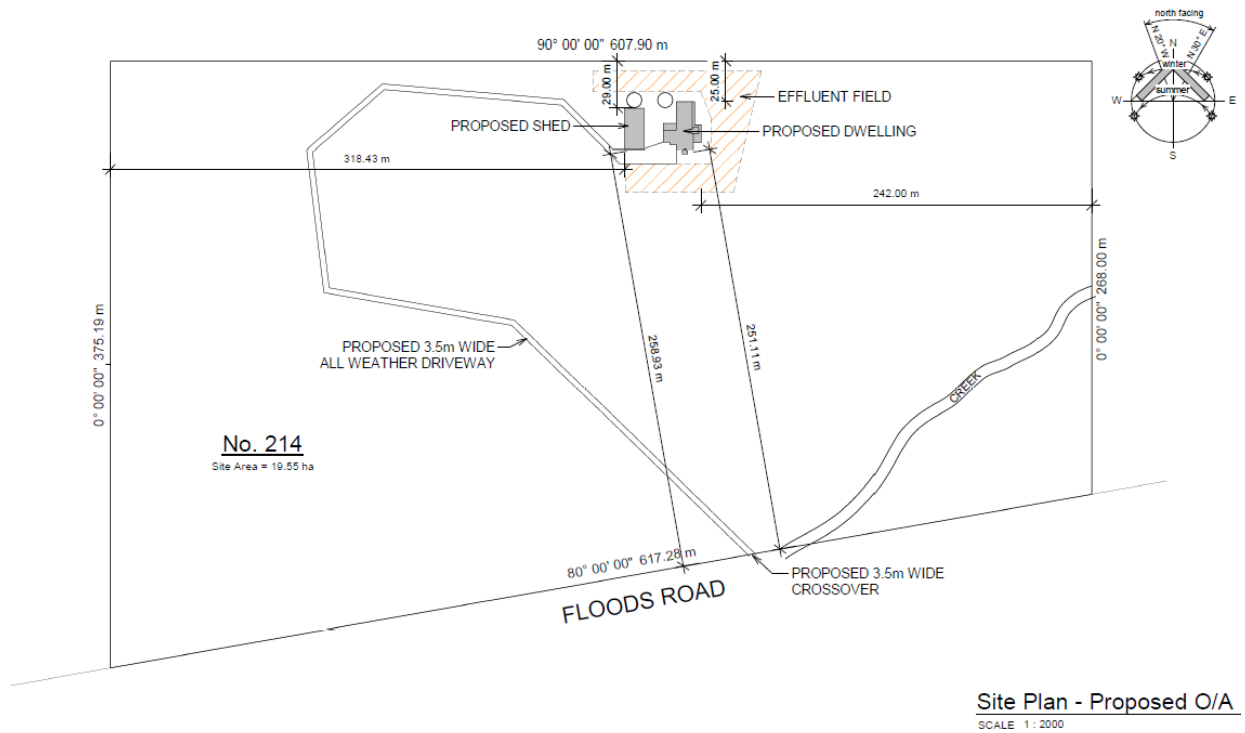 north facing
N 20° W
N
N 30° E
winter
summer
W
E
S
90° 00' 00" 607.90 m
29.00 m
25.00 m
EFFLUENT FIELD
PROPOSED SHED
PROPOSED DWELLING
318.43 m
242.00 m
0° 00' 00" 375.19 m
0° 00' 00" 268.00 m
PROPOSED 3.5m WIDE
ALL WEATHER DRIVEWAY
258.93 m
251.11 m
CREEK
No. 214
Site Area = 19.55 ha
80° 00' 00" 617.28 m
FLOODS ROAD
PROPOSED 3.5m WIDE
CROSSOVER
Site Plan - Proposed O/A
SCALE 1 : 2000